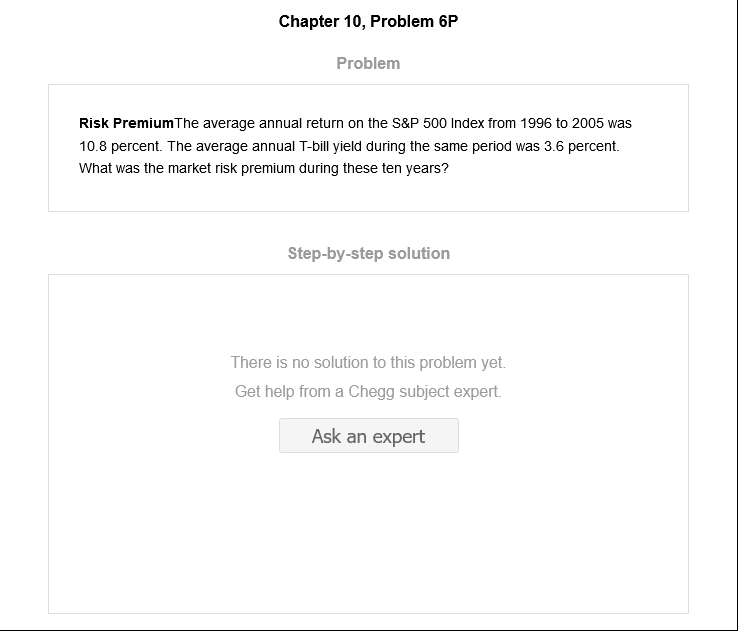 Chapter 10, Problem 6P
Problem
Risk PremiumThe average annual return on the S&P 500 Index from 1996 to 2005 was
10.8 percent. The average annual T-bill yield during the same period was 3.6 percent.
What was the market risk premium during these ten years?
Step-by-step solution
There is no solution to this problem yet.
Get help from a Chegg subject expert.
Ask an expert